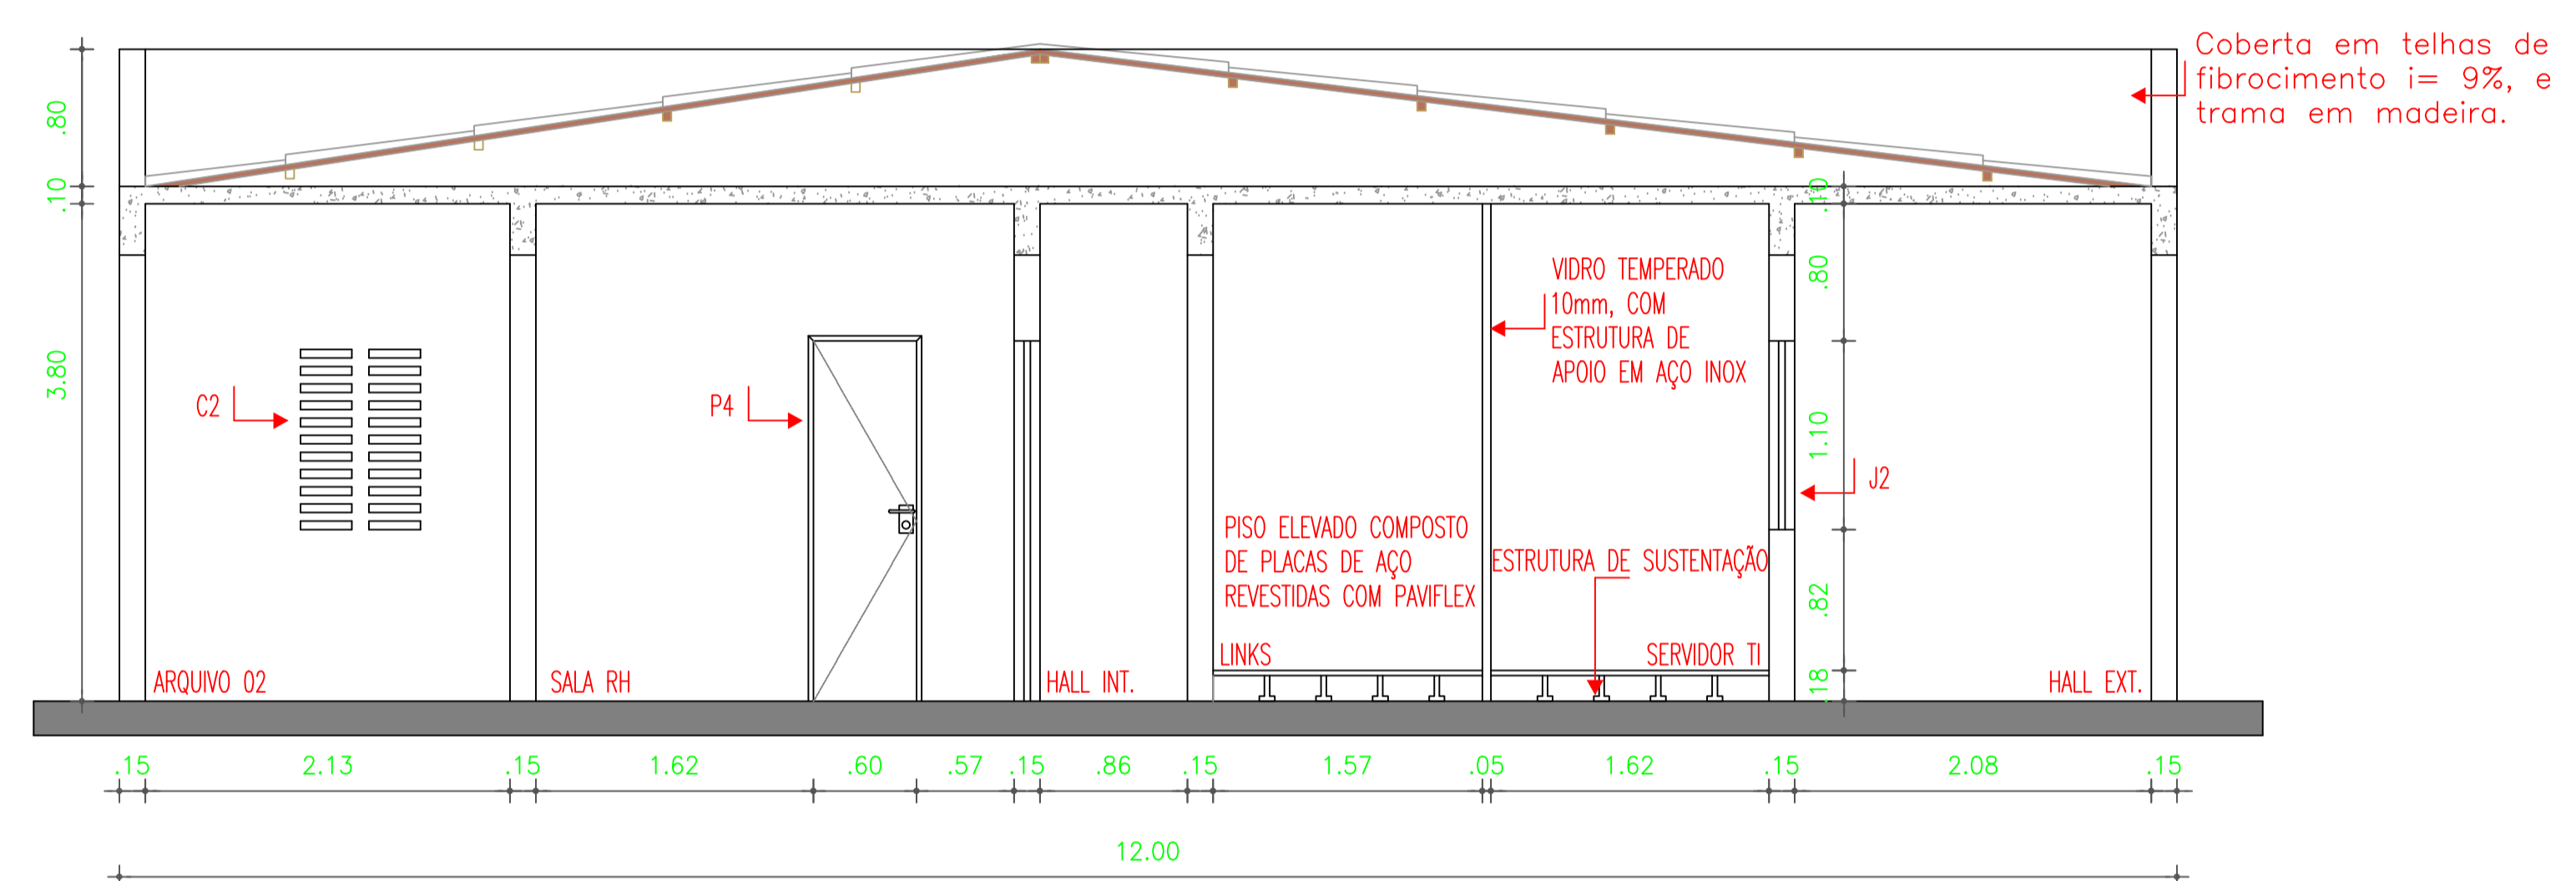 Coberta em telhas de
fibrocimento i= 9%, e
trama em madeira.
.80
.10
3.80
.10
.80
1.10
.82
.18
VIDRO TEMPERADO
10mm, COM
ESTRUTURA DE
APOIO EM AÇO INOX
C2
P4
J2
PISO ELEVADO COMPOSTO
DE PLACAS DE AÇO
REVESTIDAS COM PAVIFLEX
ESTRUTURA DE SUSTENTAÇÃO
LINKS
SERVIDOR TI
ARQUIVO 02
SALA RH
HALL INT.
HALL EXT.
.15 2.13 .15 1.62 .60 .57 .15 .86 .15 1.57 .05 1.62 .15 2.08 .15
12.00